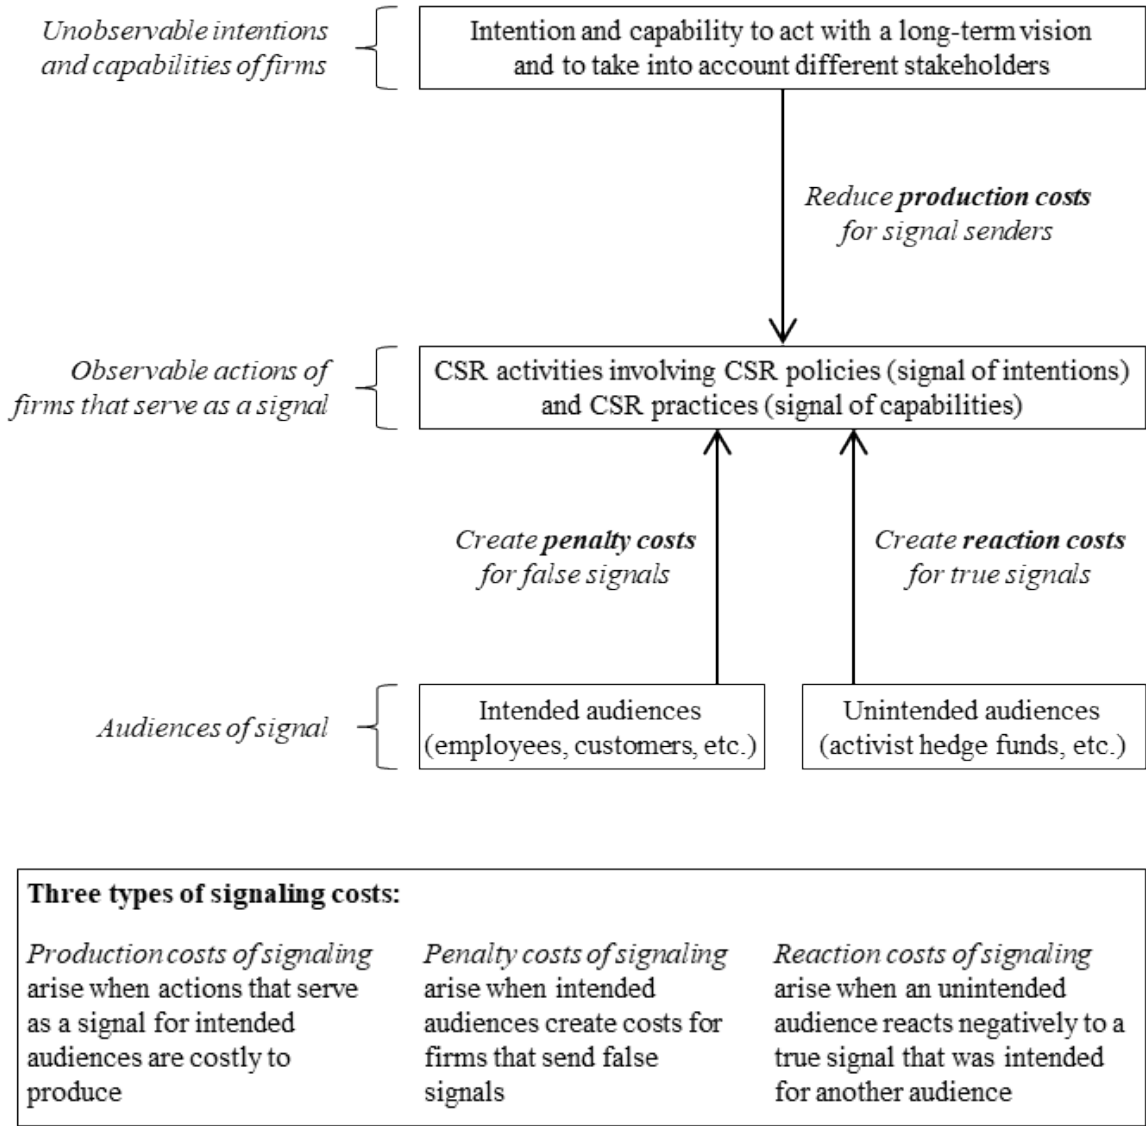 Unobservable intentions
and capabilities of firms
Intention and capability to act with a long-term vision
and to take into account different stakeholders
Reduce production costs
for signal senders
Observable actions of
firms that serve as a signal
CSR activities involving CSR policies (signal of intentions)
and CSR practices (signal of capabilities)
Create penalty costs
for false signals
Create reaction costs
for true signals
Audiences of signal
Intended audiences
(employees, customers, etc.)
Unintended audiences
(activist hedge funds, etc.)
Three types of signaling costs:
Production costs of signaling
arise when actions that serve
as a signal for intended
audiences are costly to
produce
Penalty costs of signaling
arise when intended
audiences create costs for
firms that send false
signals
Reaction costs of signaling
arise when an unintended
audience reacts negatively to a
true signal that was intended
for another audience